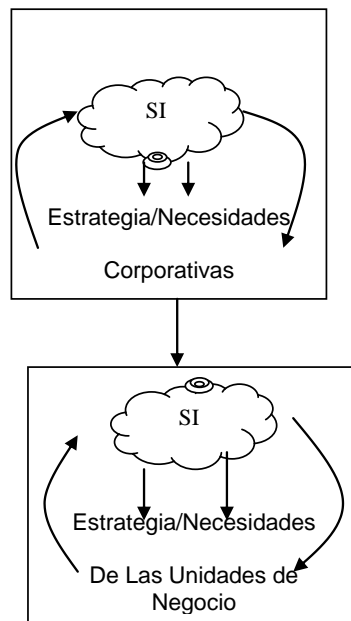 SI
Estrategia/Necesidades
Corporativas
SI
Estrategia/Necesidades
De Las Unidades de
Negocio